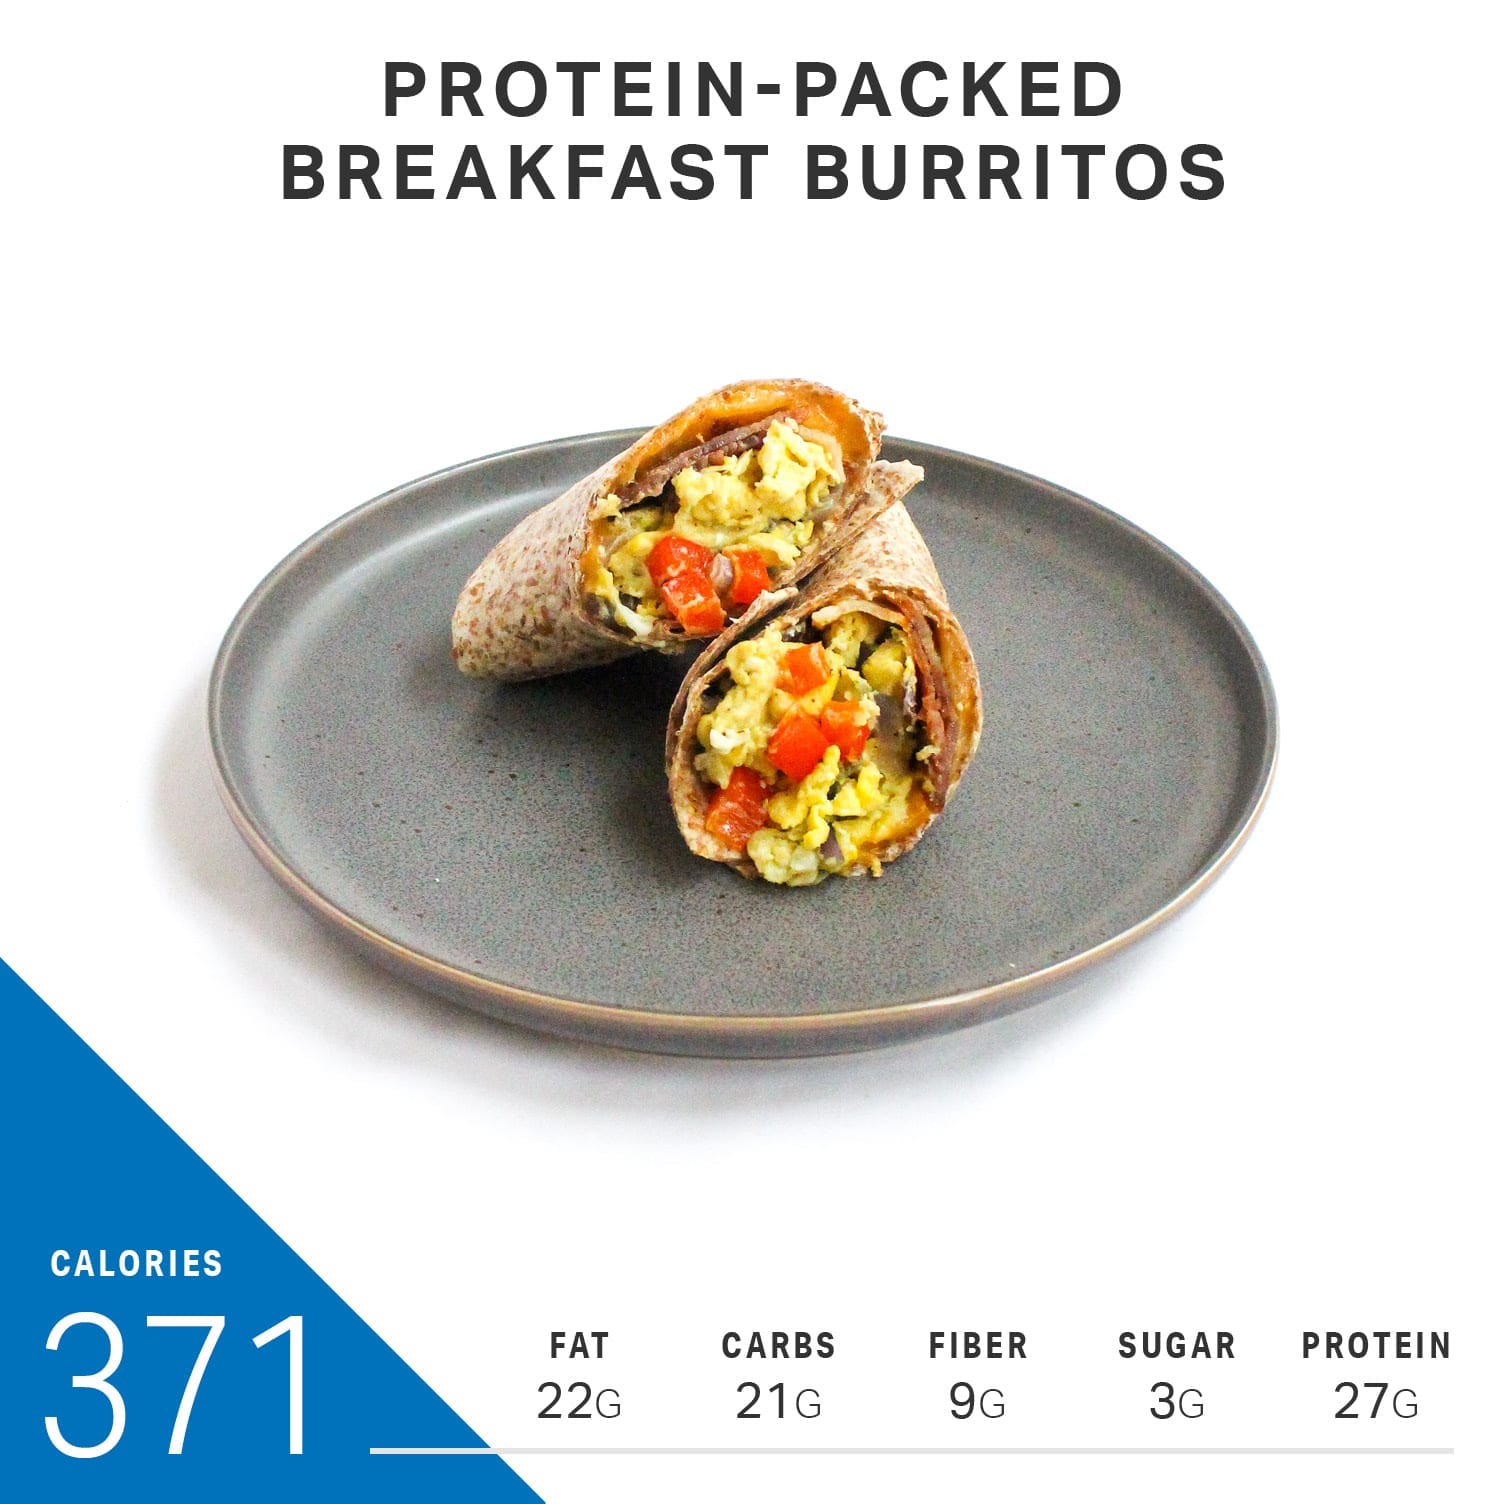 PROTEIN-PACKED
BREAKFAST BURRITOS
CALORIES
371
FAT
22G
CARBS
21G
FIBER
9G
SUGAR
3G
PROTEIN
27G